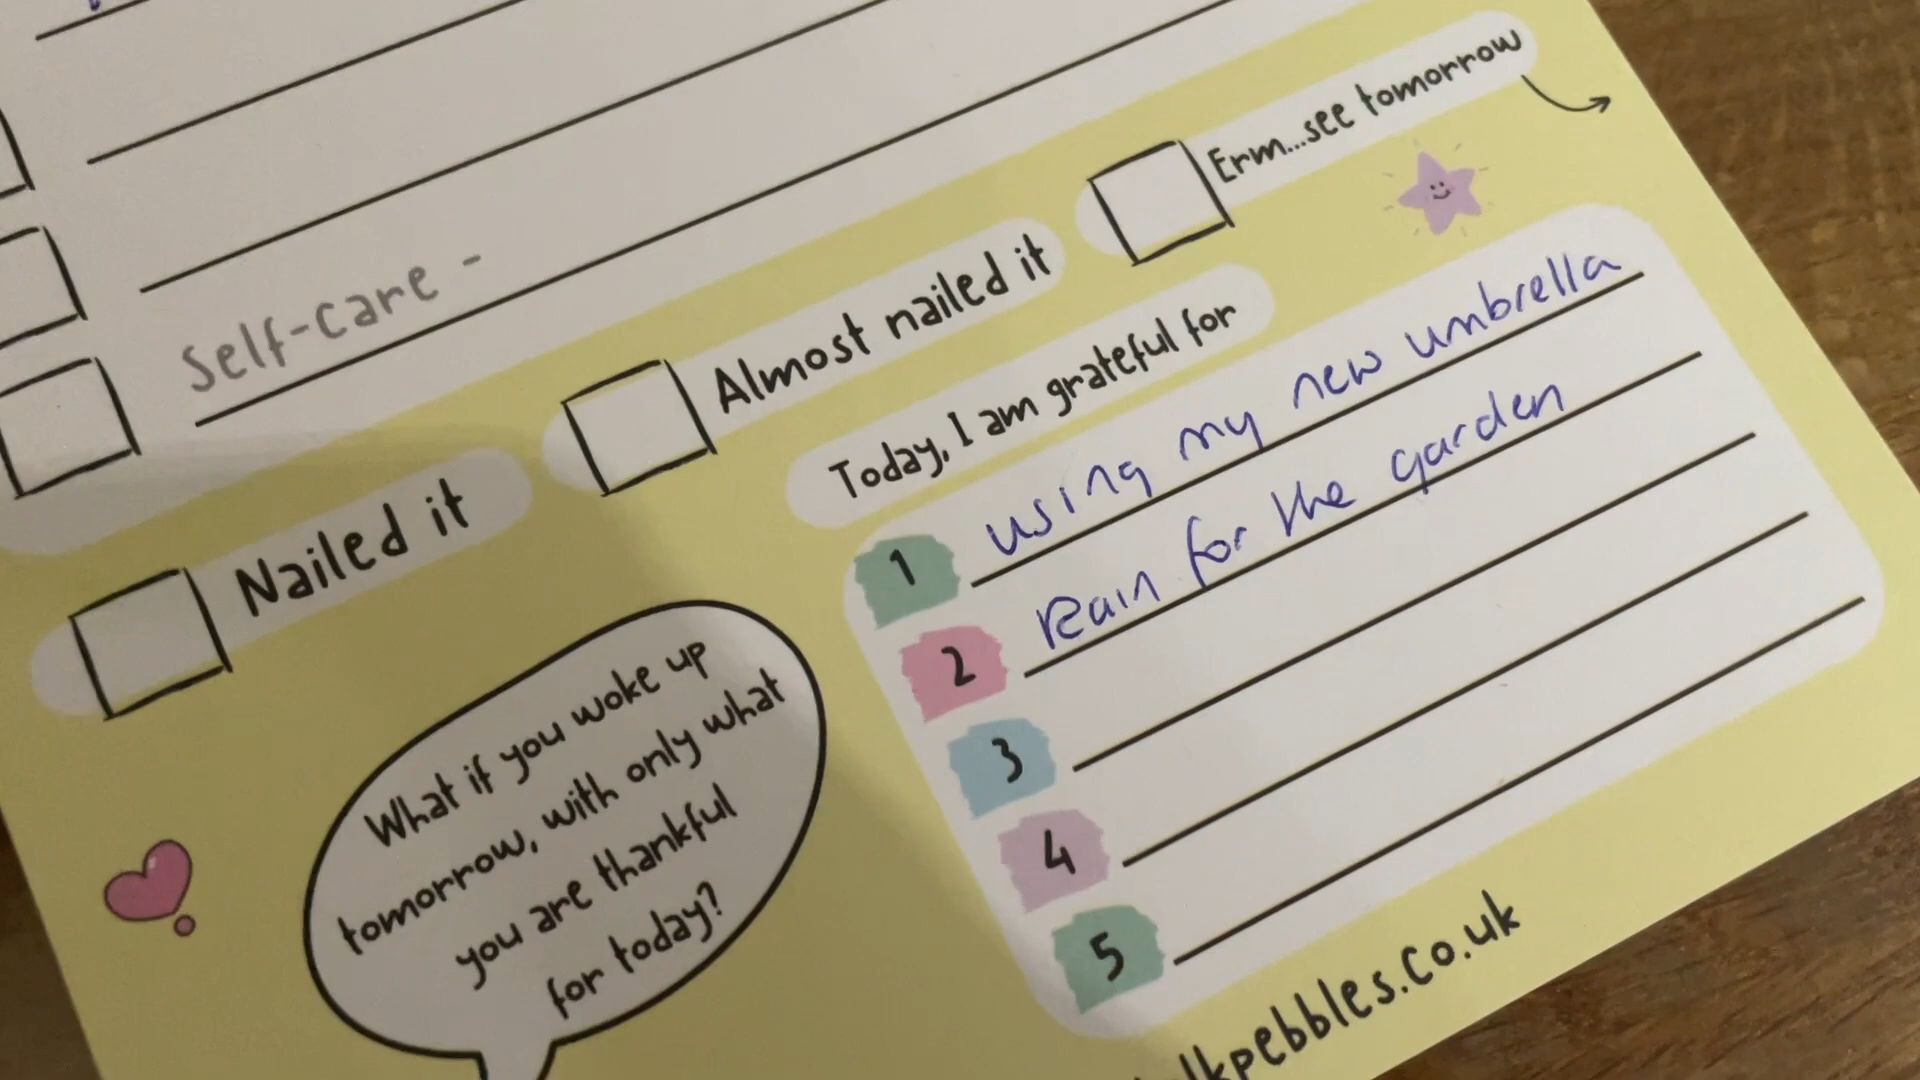 Self-Care -
Nailed it
Almost nailed it
Erm...see tomorrow
Today, I am grateful for
1 using my new umbrella
2 Rain for the garden
3
4
5
What if you woke up
tomorrow, with only what
you are thankful
for today?
lkpebbles.co.uk